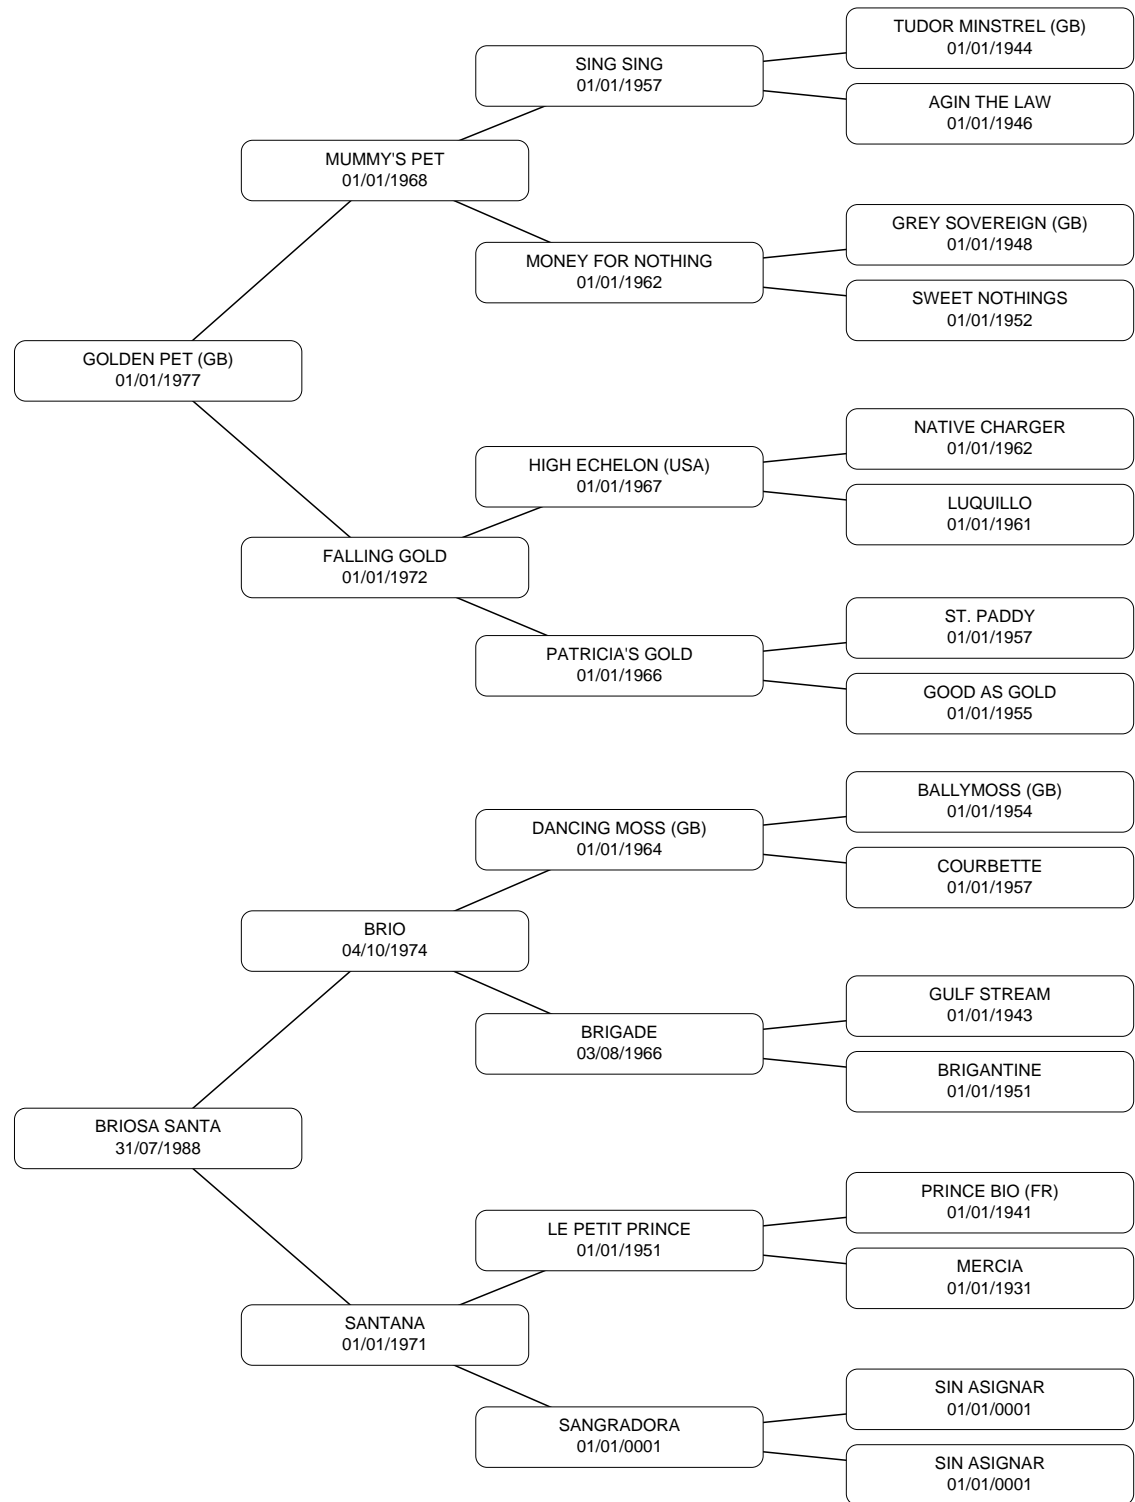 TUDOR MINSTREL (GB)
01/01/1944
SING SING
01/01/1957
AGIN THE LAW
01/01/1946
MUMMY'S PET
01/01/1968
GREY SOVEREIGN (GB)
01/01/1948
MONEY FOR NOTHING
01/01/1962
SWEET NOTHINGS
01/01/1952
GOLDEN PET (GB)
01/01/1977
NATIVE CHARGER
01/01/1962
HIGH ECHELON (USA)
01/01/1967
LUQUILLO
01/01/1961
FALLING GOLD
01/01/1972
ST. PADDY
01/01/1957
PATRICIA'S GOLD
01/01/1966
GOOD AS GOLD
01/01/1955
BALLYMOSS (GB)
01/01/1954
DANCING MOSS (GB)
01/01/1964
COURBETTE
01/01/1957
BRIO
04/10/1974
GULF STREAM
01/01/1943
BRIGADE
03/08/1966
BRIGANTINE
01/01/1951
BRIOSA SANTA
31/07/1988
PRINCE BIO (FR)
01/01/1941
LE PETIT PRINCE
01/01/1951
MERCIA
01/01/1931
SANTANA
01/01/1971
SIN ASIGNAR
01/01/0001
SANGRADORA
01/01/0001
SIN ASIGNAR
01/01/0001